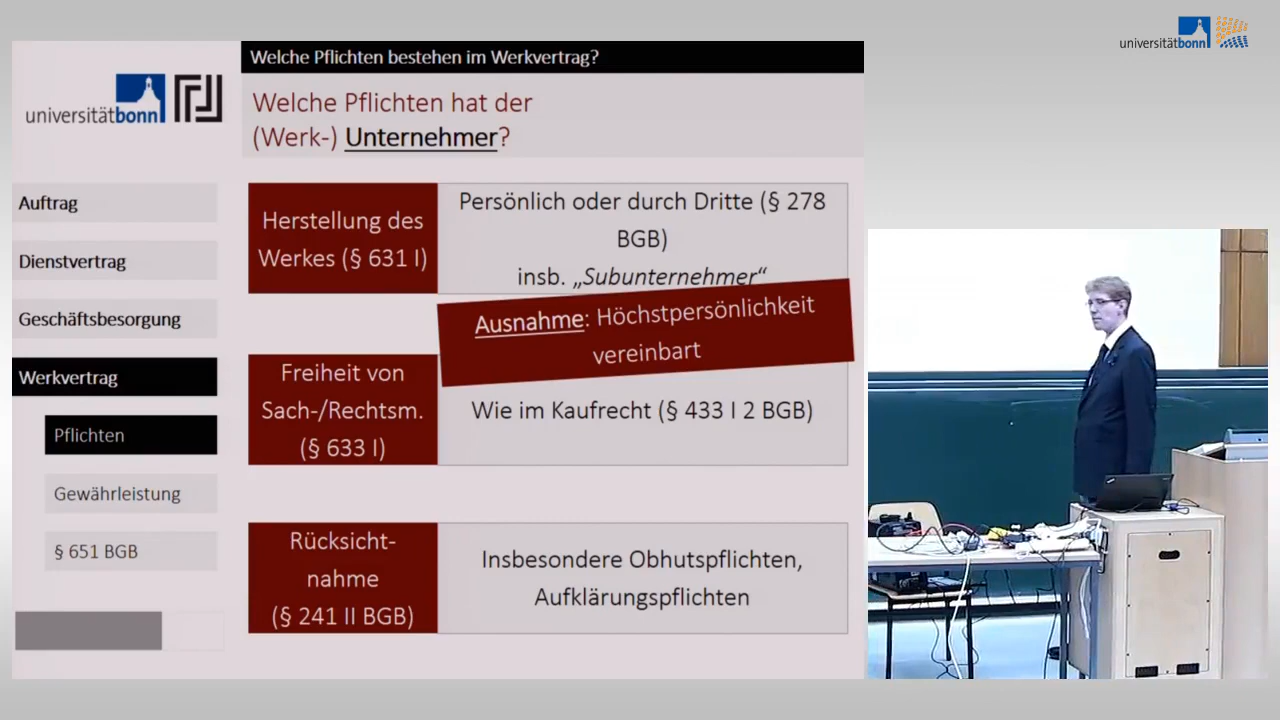 universitätbonn
Welche Pflichten bestehen im Werkvertrag?
universitätbonn
Welche Pflichten hat der
(Werk-) Unternehmer?
Auftrag
Dienstvertrag
Geschäftsbesorgung
Werkvertrag
Pflichten
Gewährleistung
§ 651 BGB
Herstellung des
Werkes (§ 631 I)
Persönlich oder durch Dritte (§ 278
BGB)
insb. „Subunternehmer“
Ausnahme: Höchstpersönlichkeit
vereinbart
Freiheit von
Sach-/Rechtsm.
(§ 633 I)
Wie im Kaufrecht (§ 433 I 2 BGB)
Rücksicht-
nahme
(§ 241 II BGB)
Insbesondere Obhutspflichten,
Aufklärungspflichten